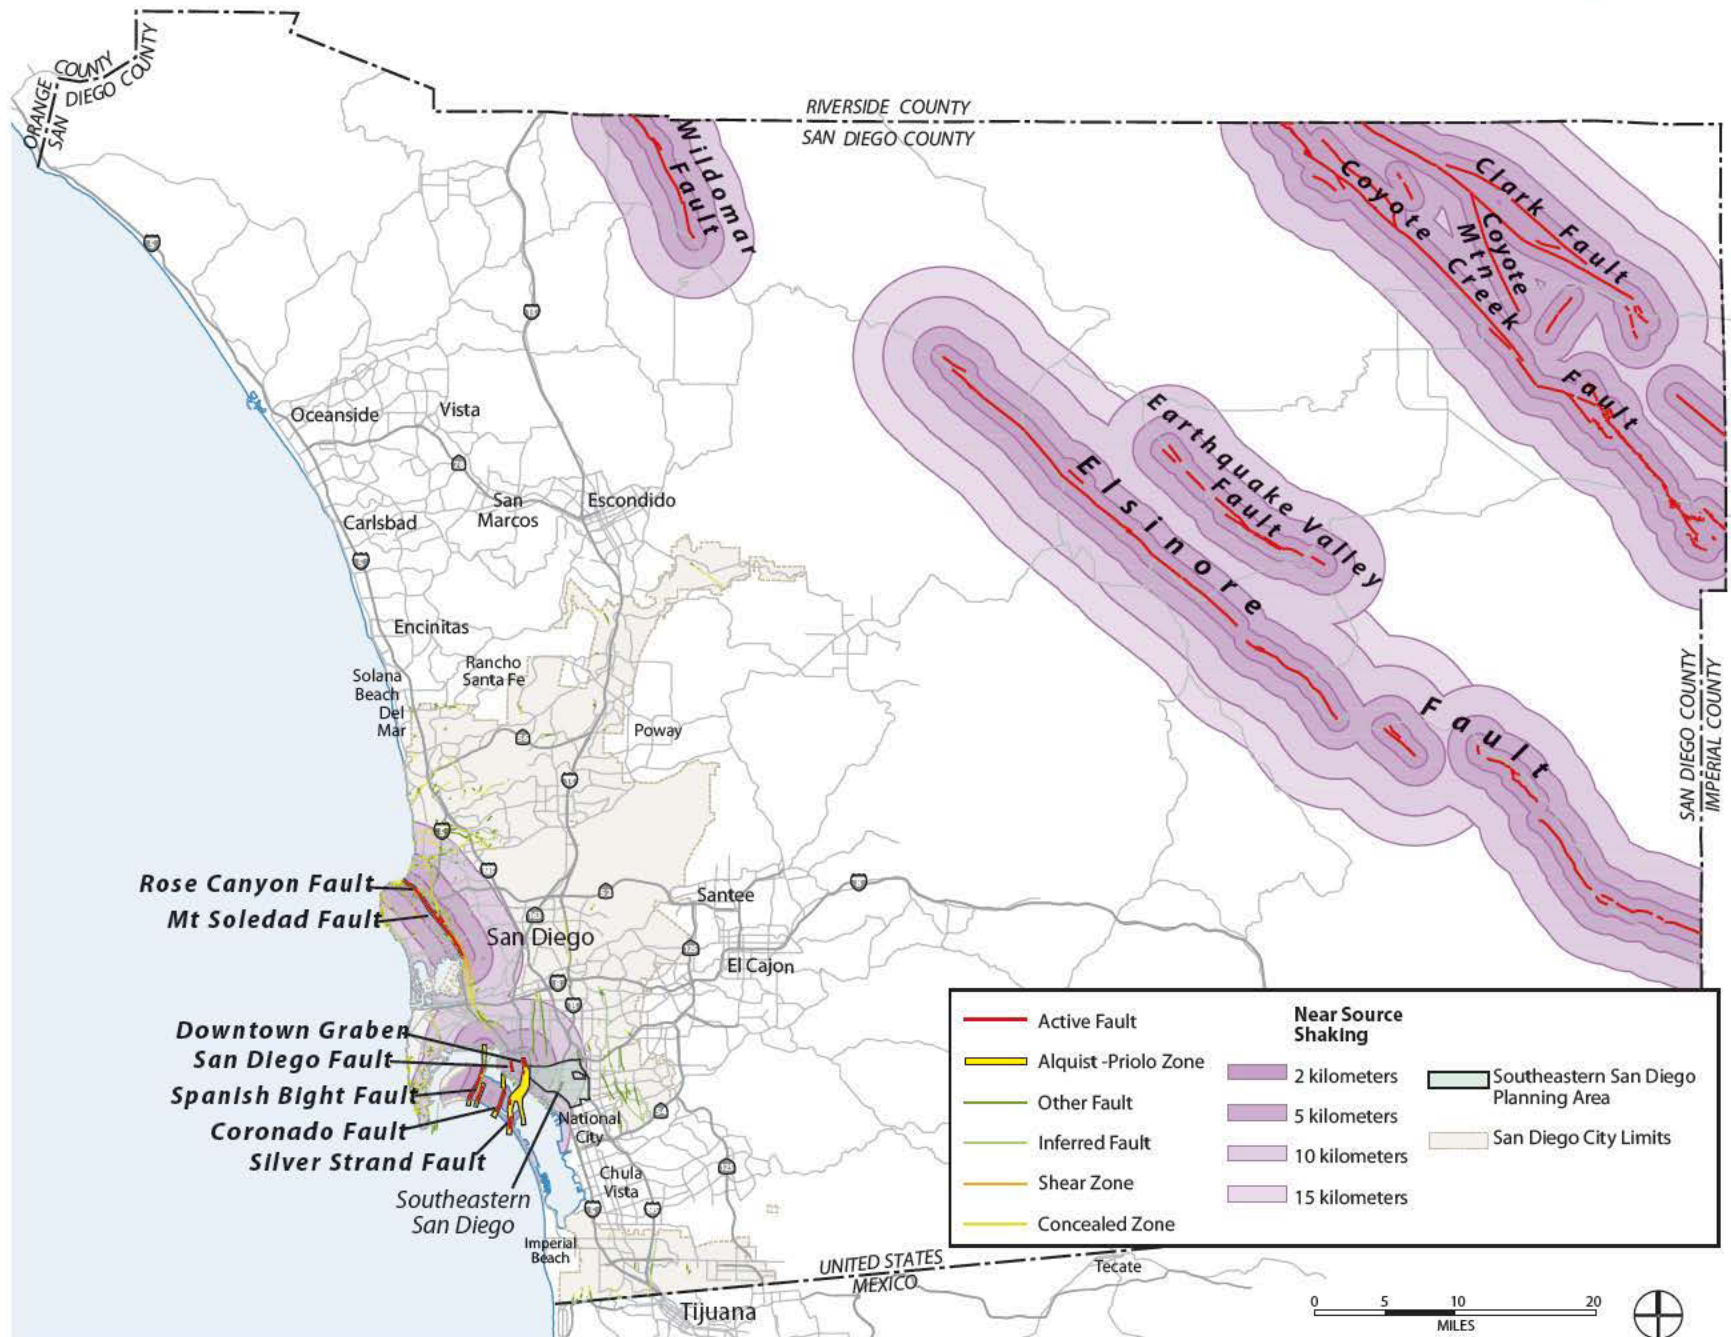 ORANGE COUNTY
SAN DIEGO COUNTY
RIVERSIDE COUNTY
SAN DIEGO COUNTY
Wildomar
Fault
Clark Fault
Coyote
Creek
Fault
Coyote
Mtn
Earthquake Valley
Fault
Elsinore
Fault
Oceanside
Vista
San
Marcos
Escondido
Carlsbad
Encinitas
Rancho
Santa Fe
Solana
Beach
Del
Mar
Poway
SAN DIEGO COUNTY
IMPERIAL COUNTY
Rose Canyon Fault
Mt Soledad Fault
San Diego
Santee
El Cajon
Downtown Graben
San Diego Fault
Spanish Bight Fault
Coronado Fault
Silver Strand Fault
Southeastern
San Diego
National
City
Chula
Vista
Imperial
Beach
UNITED STATES
MEXICO
Tijuana
Tecate
Active Fault
Alquist -Priolo Zone
Other Fault
Inferred Fault
Shear Zone
Concealed Zone
Near Source
Shaking
2 kilometers
5 kilometers
10 kilometers
15 kilometers
Southeastern San Diego
Planning Area
San Diego City Limits
0 5 10 20
MILES